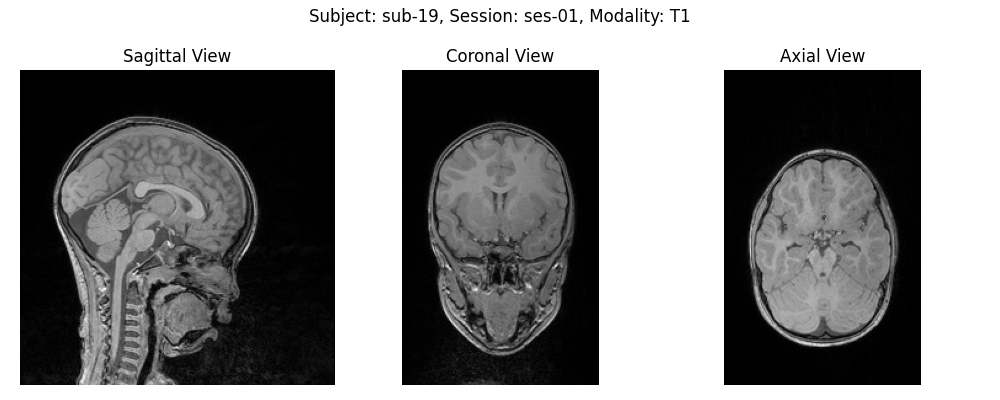 Subject: sub-19, Session: ses-01, Modality: T1
Sagittal View
Coronal View
Axial View